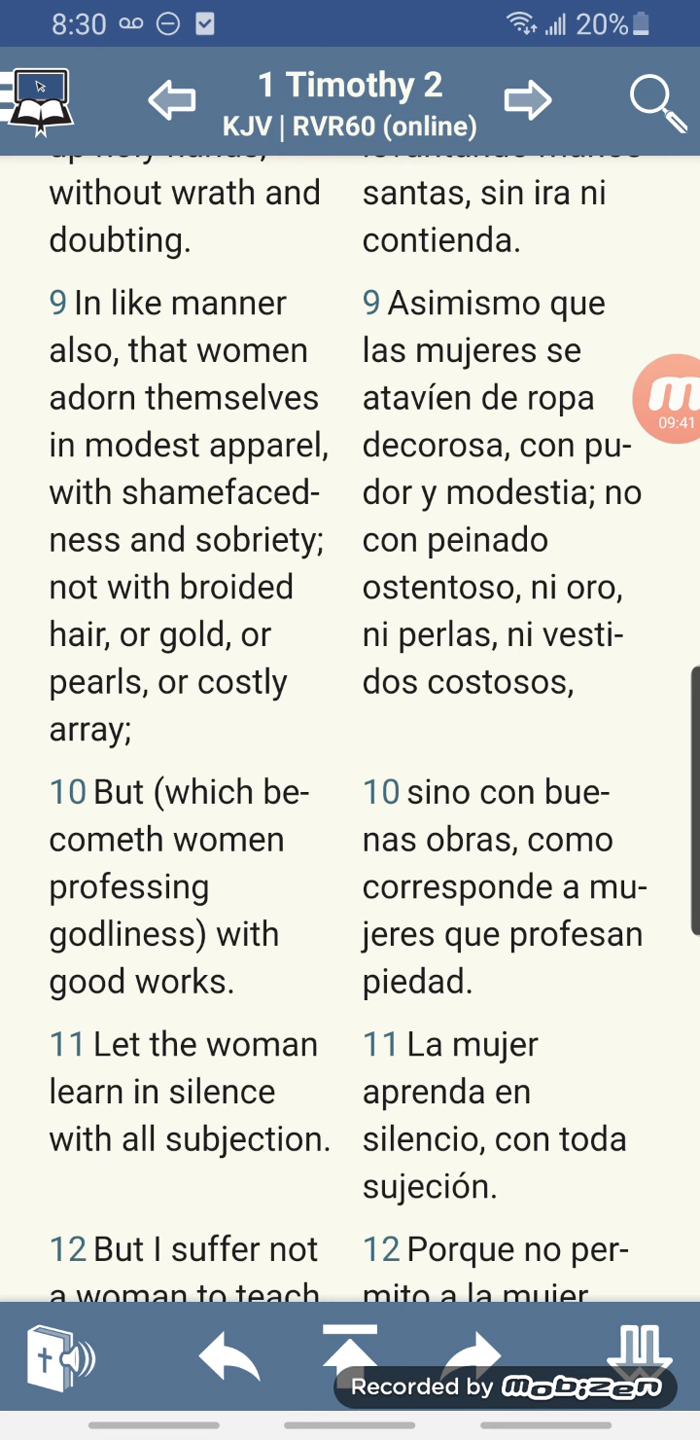 8:30
20%
1 Timothy 2
KJV | RVR60 (online)
without wrath and
doubting.
9 In like manner
also, that women
adorn themselves
in modest apparel,
with shamefaced-
ness and sobriety;
not with broided
hair, or gold, or
pearls, or costly
array;
10 But (which be-
cometh women
professing
godliness) with
good works.
11 Let the woman
learn in silence
with all subjection.
12 But I suffer not
a woman to teach
santas, sin ira ni
contienda.
9 Asimismo que
las mujeres se
atavíen de ropa
decorosa, con pu-
dor y modestia; no
con peinado
ostentoso, ni oro,
ni perlas, ni vesti-
dos costosos,
10 sino con bue-
nas obras, como
corresponde a mu-
jeres que profesan
piedad.
11 La mujer
aprenda en
silencio, con toda
sujeción.
12 Porque no per-
mito a la mujer
m
09:41
Recorded by mobizen